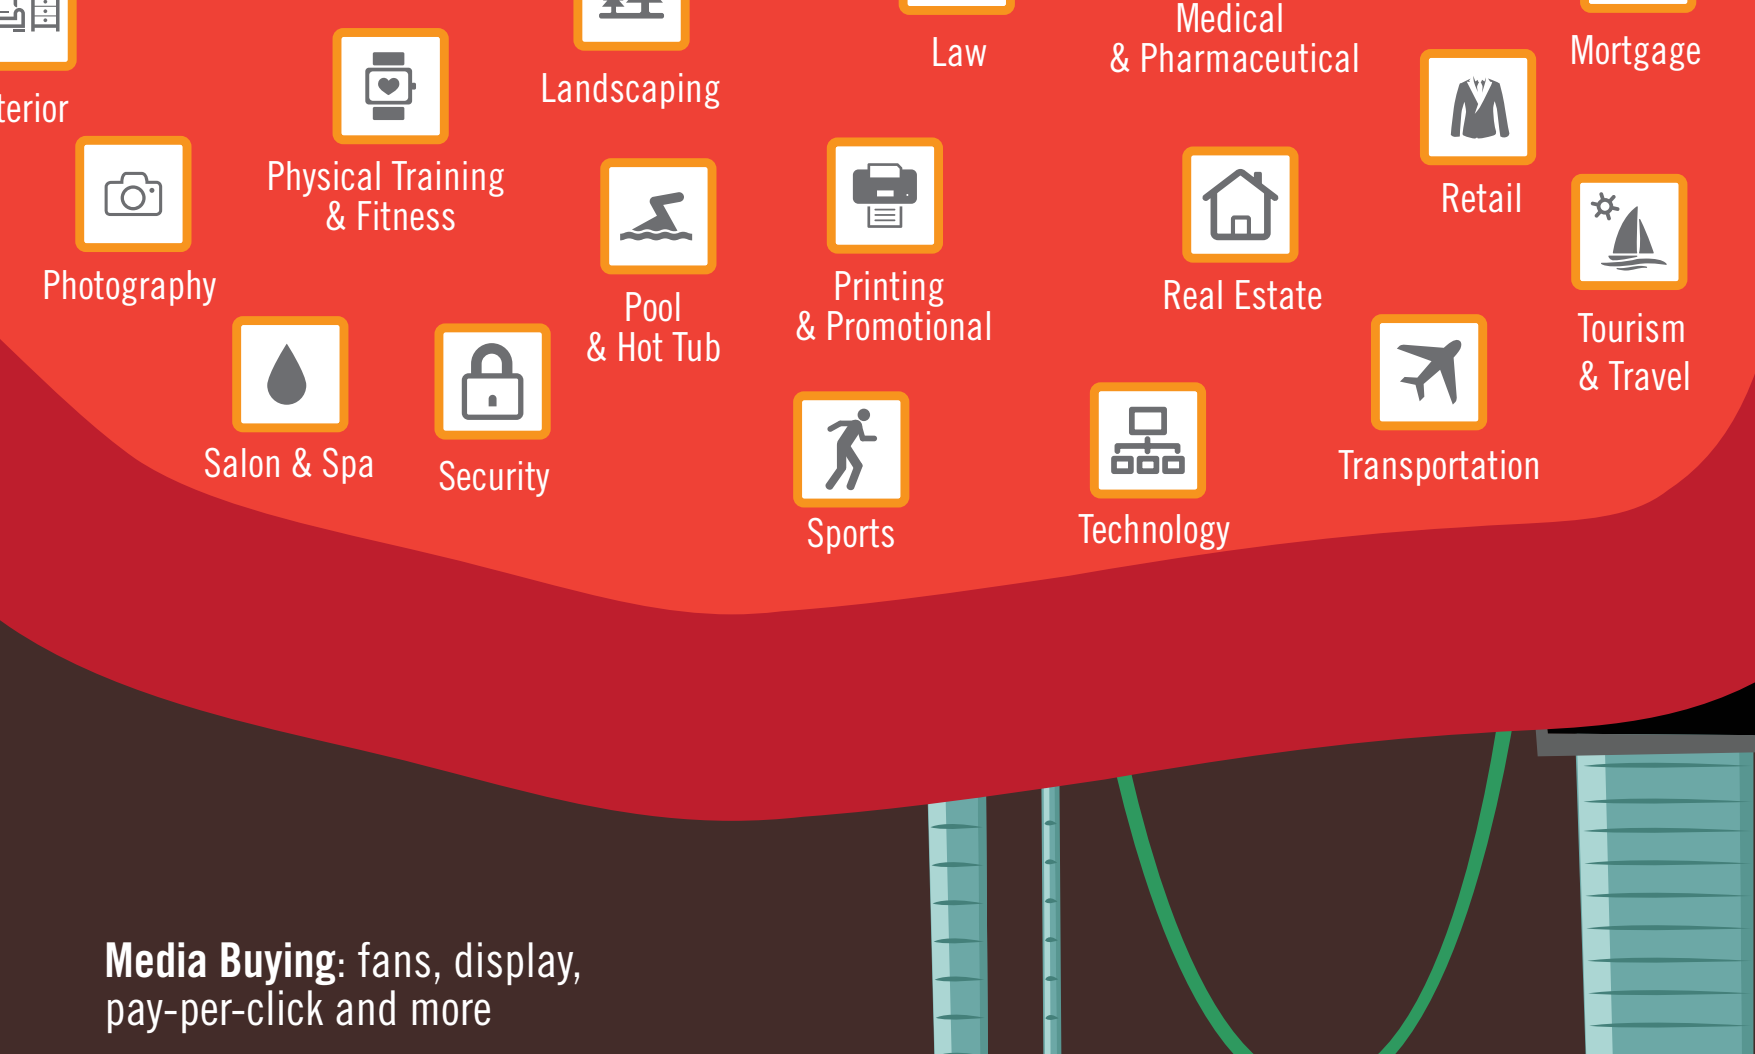 Medical
& Pharmaceutical
Law
Mortgage
Landscaping
terior
Physical Training
& Fitness
Retail
Photography
Pool
& Hot Tub
Printing
& Promotional
Real Estate
Tourism
& Travel
Salon & Spa
Security
Transportation
Sports
Technology
Media Buying: fans, display,
pay-per-click and more